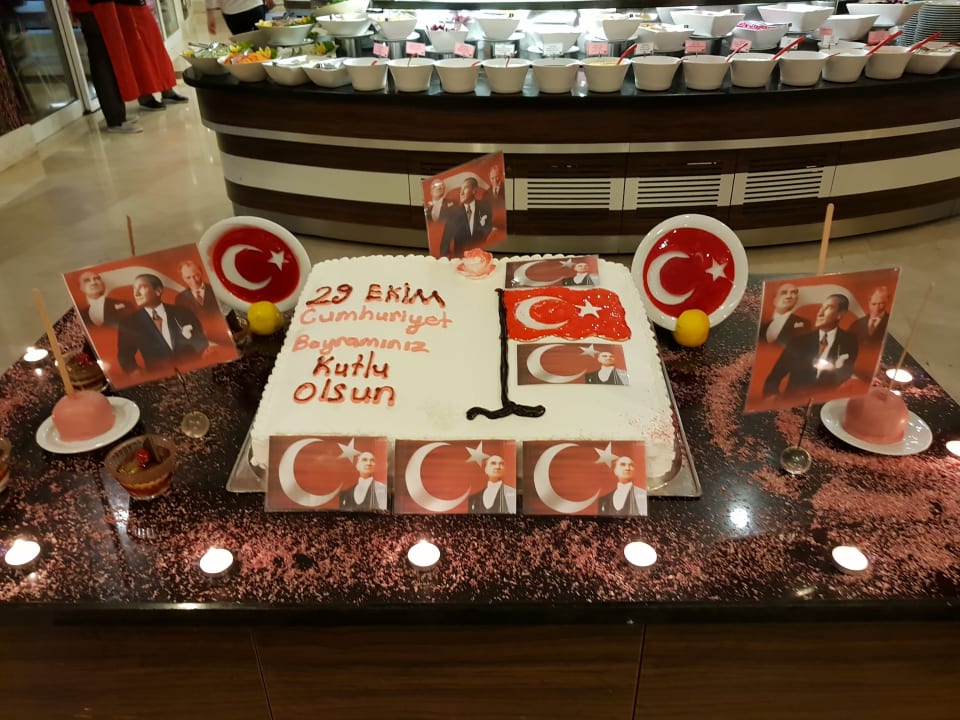 29 EKİM
Cumhuriyet
Bayramınız
Kutlu
Olsun